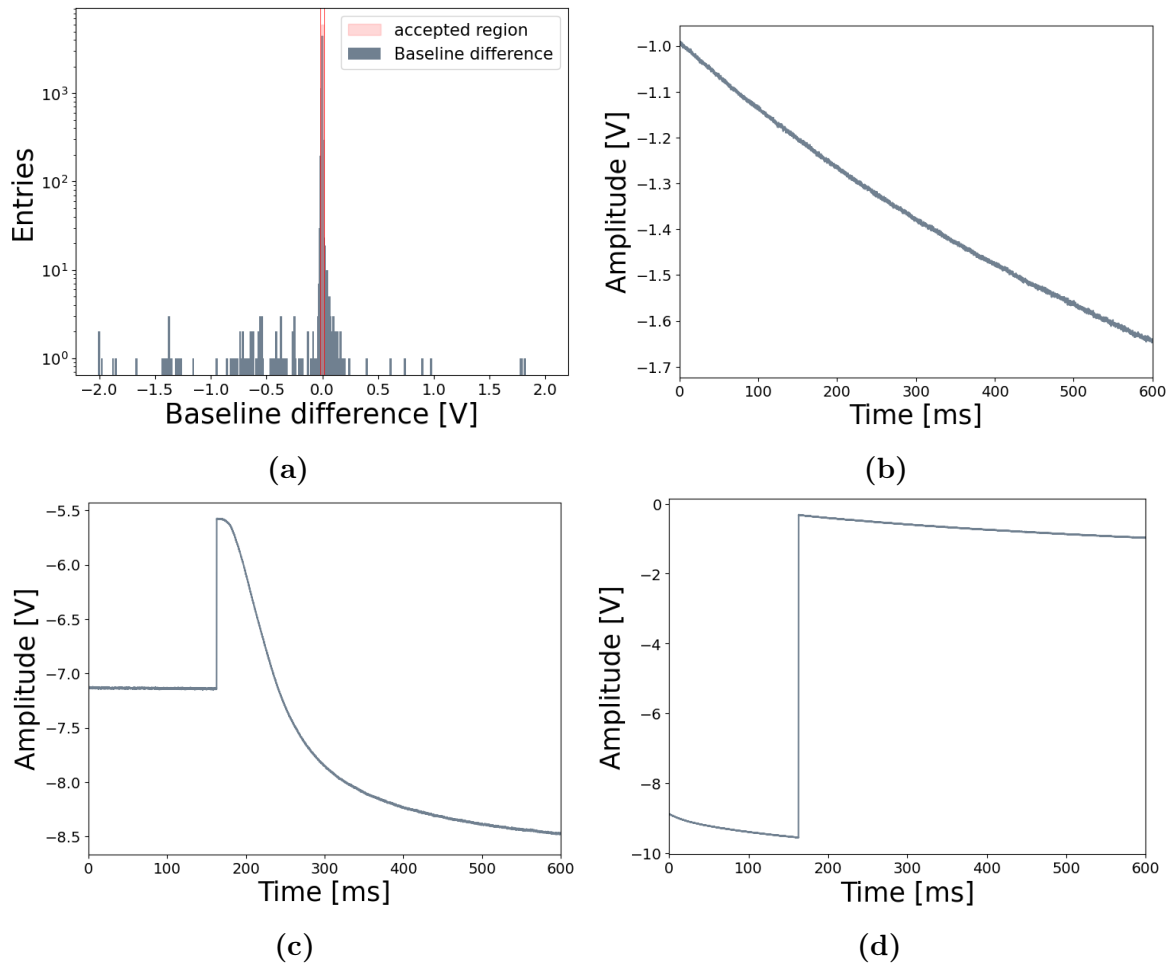 accepted region
Baseline difference
10³
10²
10¹
10⁰
Entries
−2.0 −1.5 −1.0 −0.5 0.0 0.5 1.0 1.5 2.0
Baseline difference [V]
(a)
−1.0
−1.1
−1.2
−1.3
−1.4
−1.5
−1.6
−1.7
Amplitude [V]
0 100 200 300 400 500 600
Time [ms]
(b)
−5.5
−6.0
−6.5
−7.0
−7.5
−8.0
−8.5
Amplitude [V]
0 100 200 300 400 500 600
Time [ms]
(c)
0
−2
−4
−6
−8
−10
Amplitude [V]
0 100 200 300 400 500 600
Time [ms]
(d)